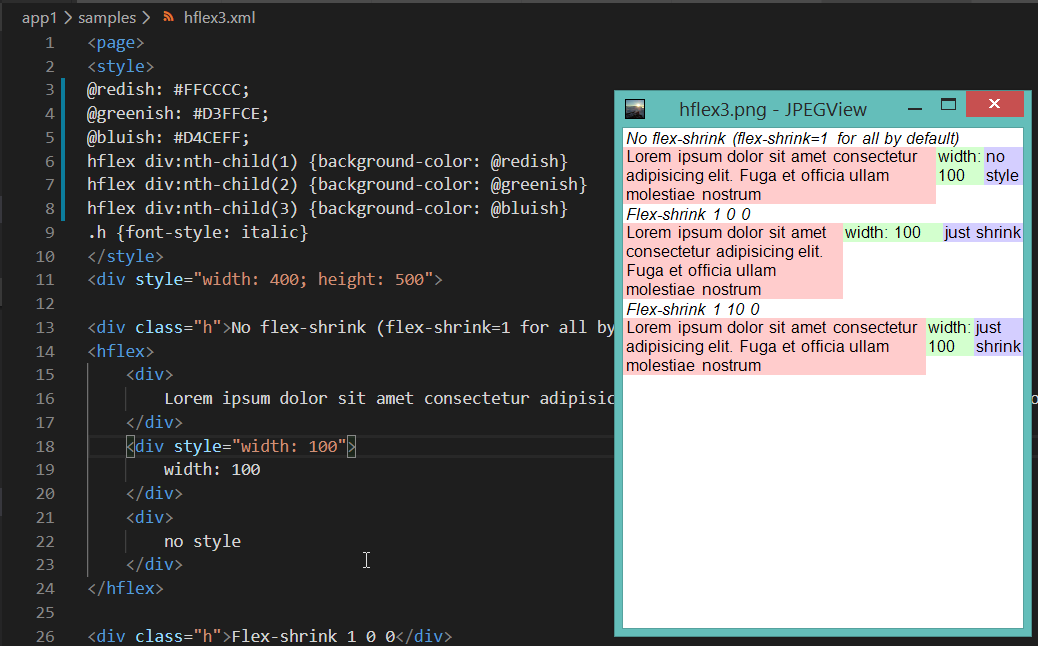 app1 > samples > hflex3.xml
1 <page>
2 <style>
3 @redish: #FFCCCC;
4 @greenish: #D3FFCE;
5 @bluish: #D4CEFF;
6 hflex div:nth-child(1) {background-color: @redish}
7 hflex div:nth-child(2) {background-color: @greenish}
8 hflex div:nth-child(3) {background-color: @bluish}
9 .h {font-style: italic}
10 </style>
11 <div style="width: 400; height: 500">
12
13 <div class="h">No flex-shrink (flex-shrink=1 for all by
14 <hflex>
15 <div>
16 Lorem ipsum dolor sit amet consectetur adipisic
17 </div>
18 <div style="width: 100">
19 width: 100
20 </div>
21 <div>
22 no style
23 </div>
24 </hflex>
25
26 <div class="h">Flex-shrink 1 0 0</div>
hflex3.png - JPEGView
No flex-shrink (flex-shrink=1 for all by default)
Lorem ipsum dolor sit amet consectetur width: no
adipisicing elit. Fuga et officia ullam 100 style
molestiae nostrum
Flex-shrink 1 0 0
Lorem ipsum dolor sit amet width: 100 just shrink
consectetur adipisicing elit.
Fuga et officia ullam
molestiae nostrum
Flex-shrink 1 10 0
Lorem ipsum dolor sit amet consectetur width: just
adipisicing elit. Fuga et officia ullam 100 shrink
molestiae nostrum